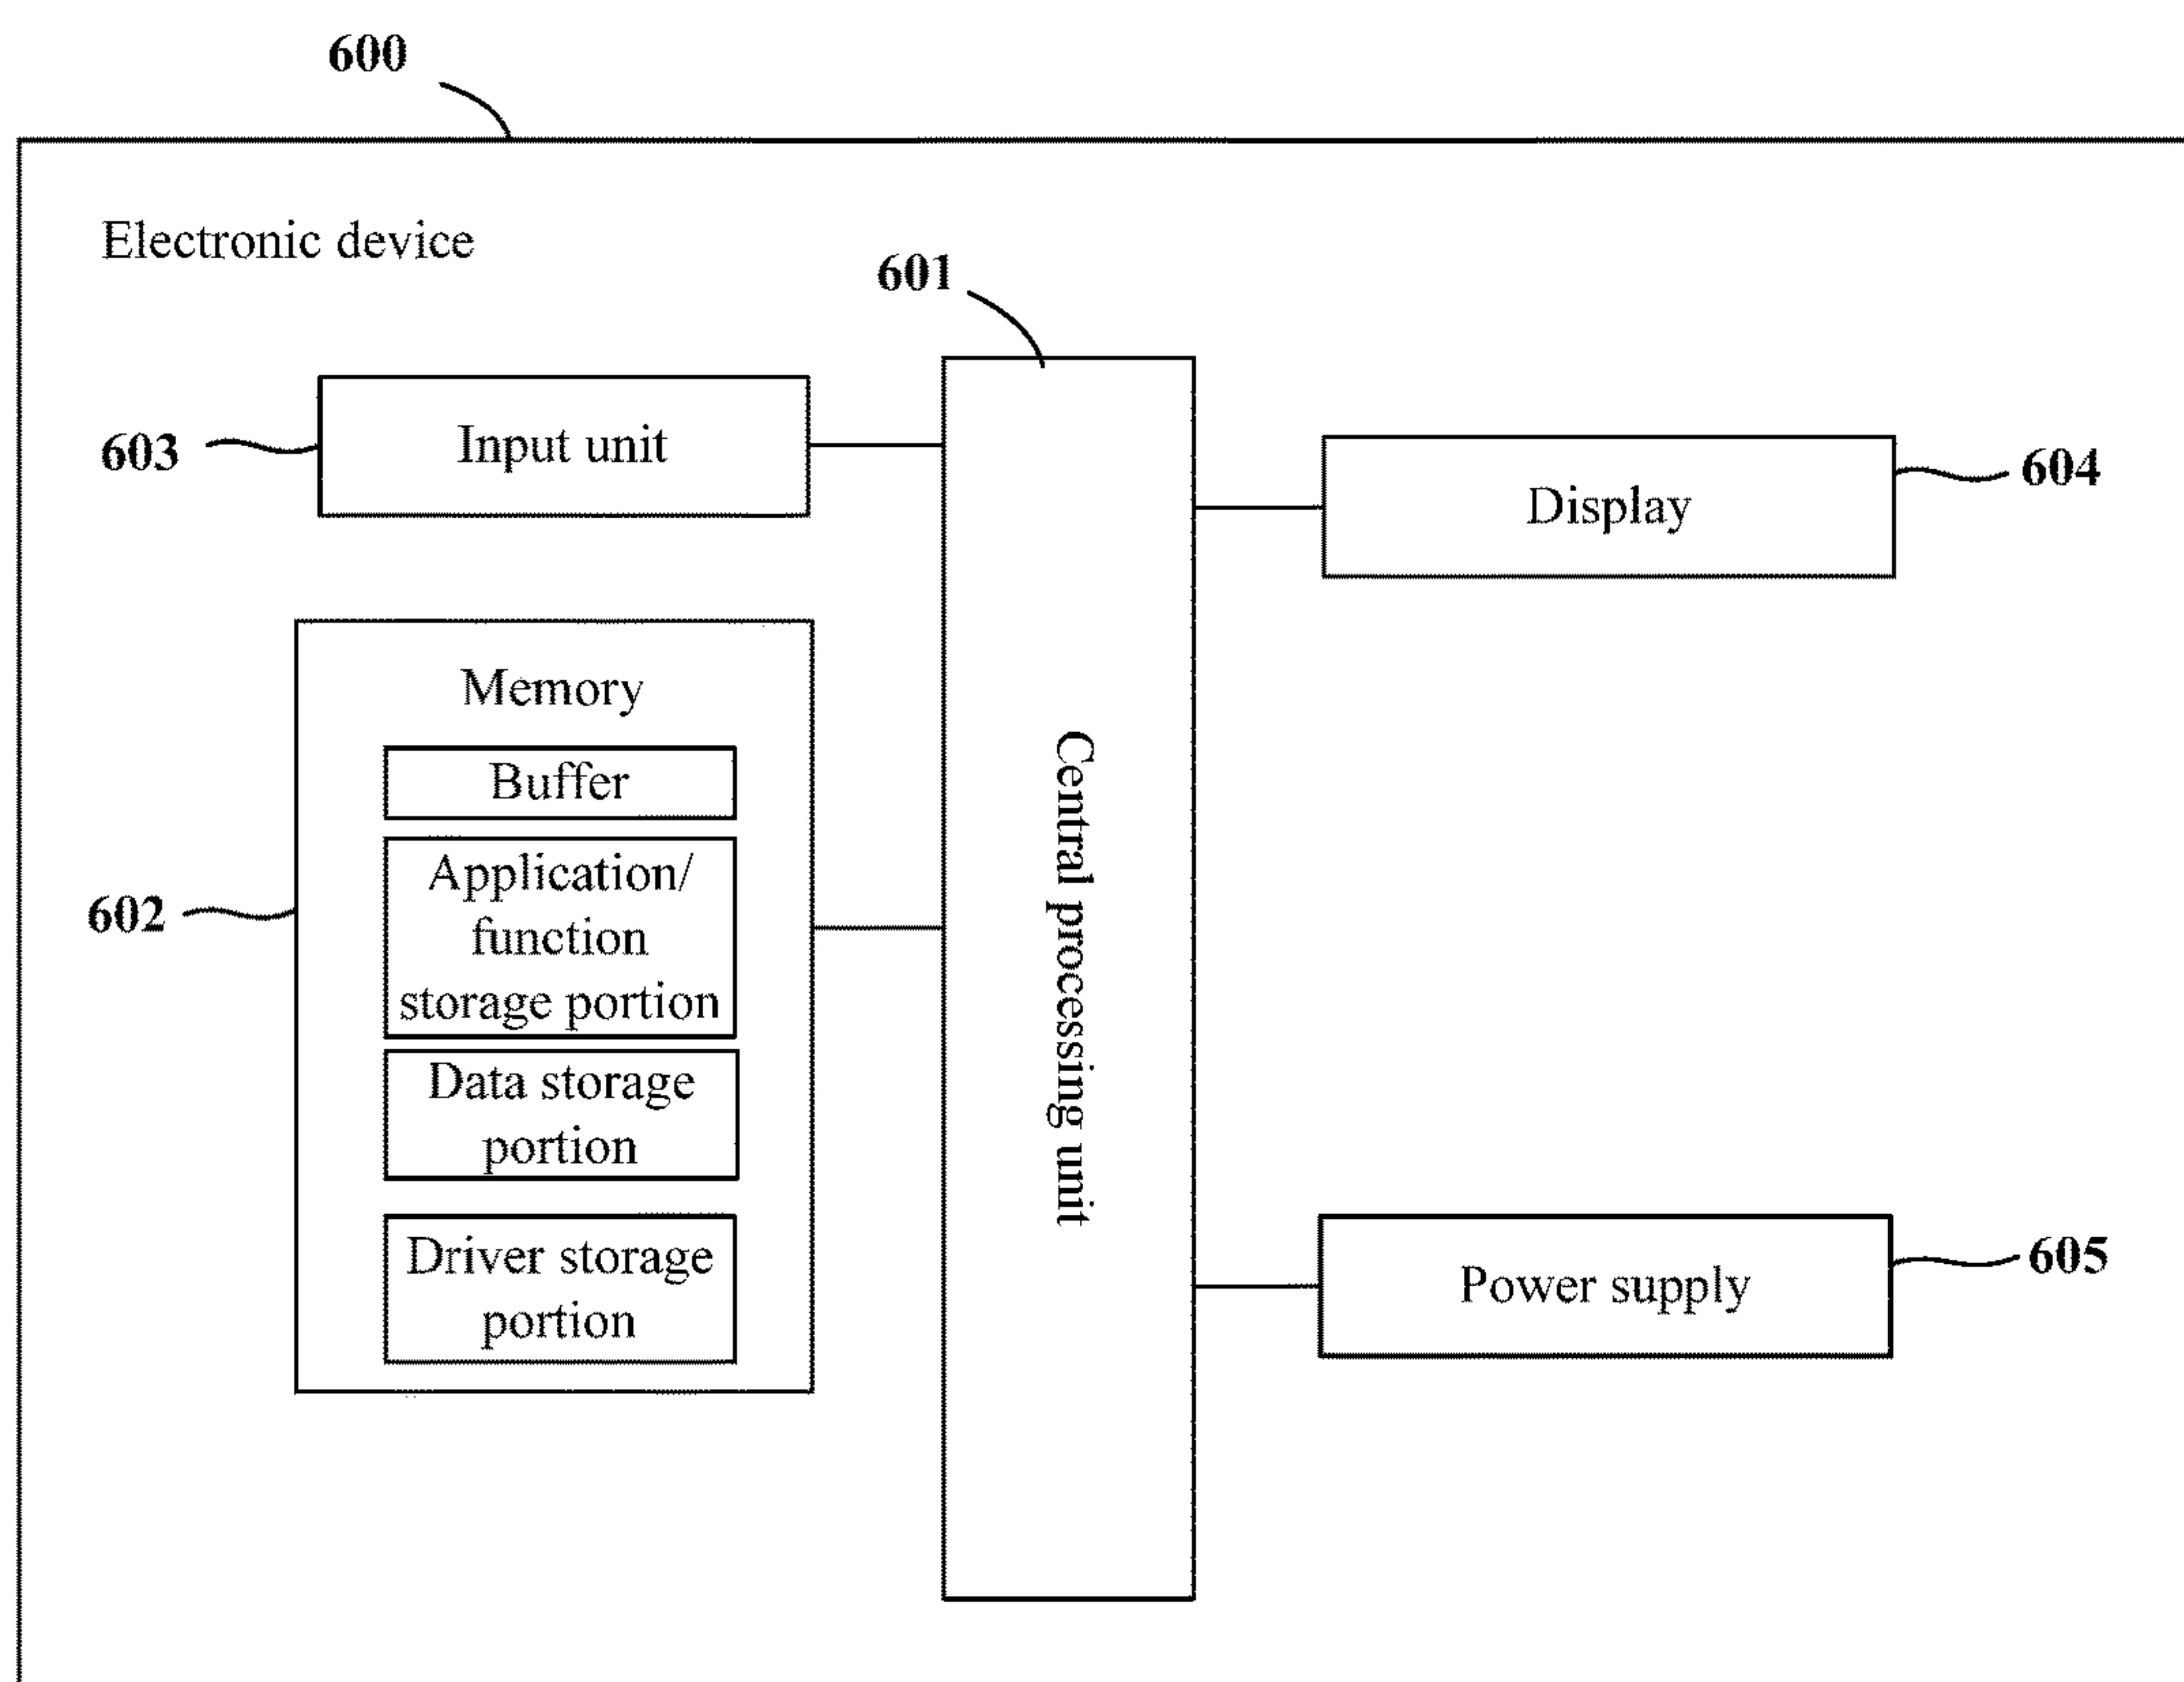 600
Electronic device
601
603
Input unit
604
Display
Memory
Buffer
Application/
function
storage portion
602
Data storage
portion
Driver storage
portion
Central processing unit
Power supply
605